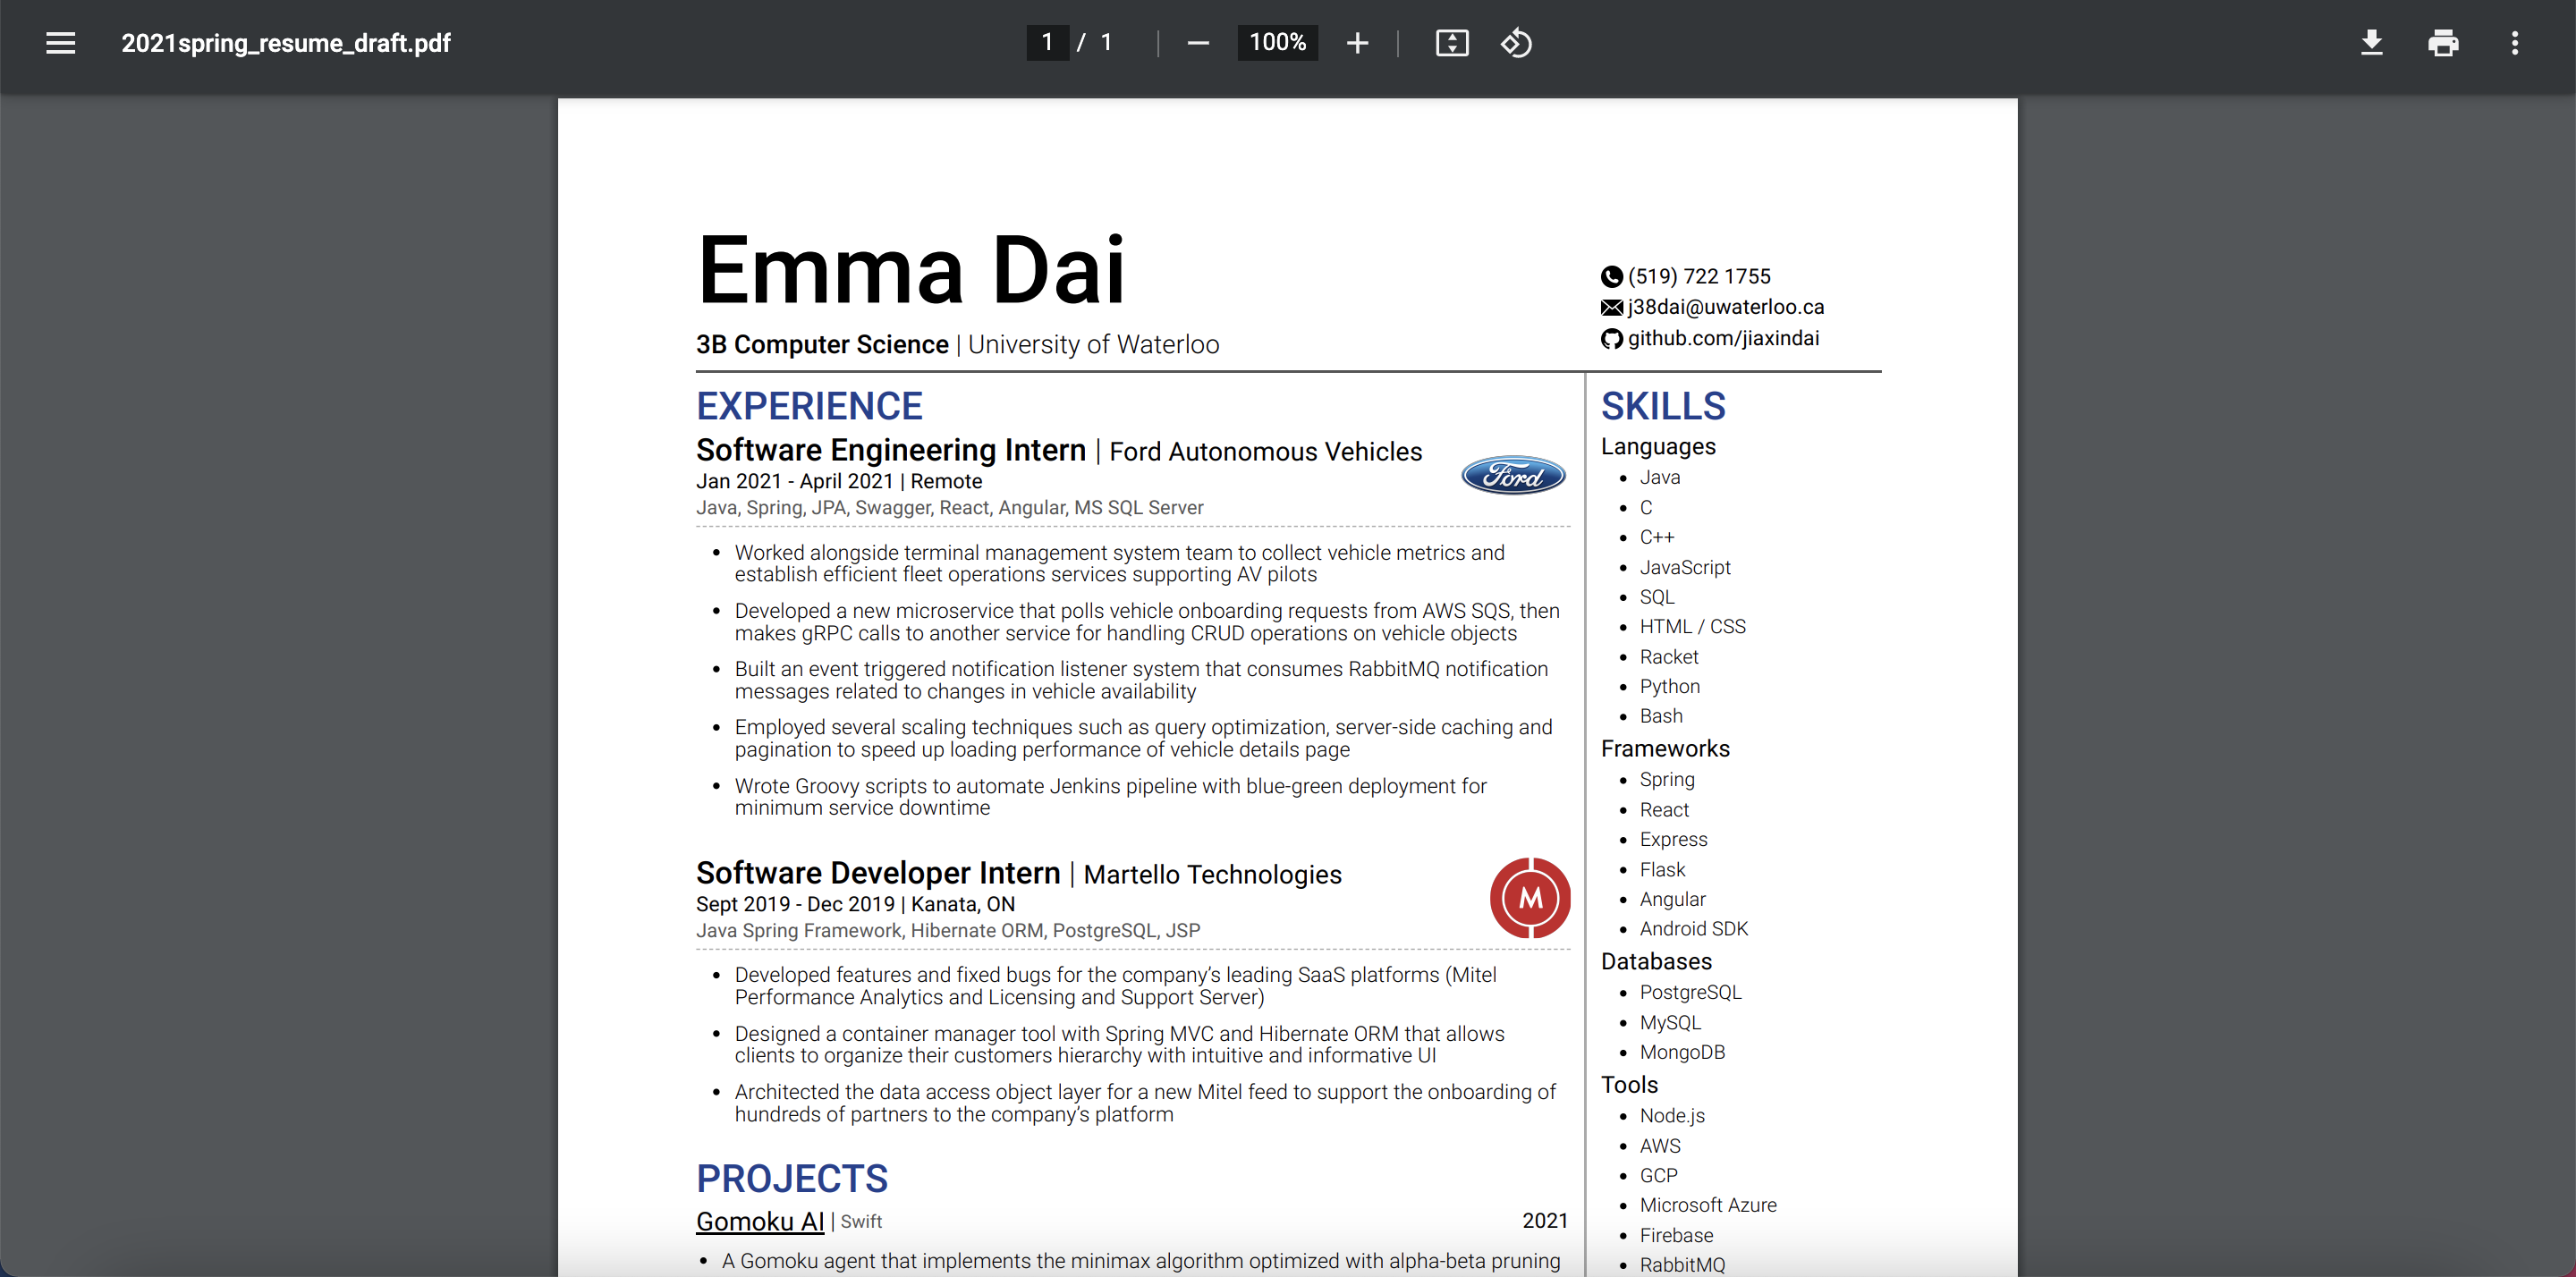 2021spring_resume_draft.pdf
1 / 1
100%
Emma Dai
3B Computer Science | University of Waterloo
(519) 722 1755
j38dai@uwaterloo.ca
github.com/jiaxindai
EXPERIENCE
Software Engineering Intern | Ford Autonomous Vehicles
Ford
Jan 2021 - April 2021 | Remote
Java, Spring, JPA, Swagger, React, Angular, MS SQL Server
• Worked alongside terminal management system team to collect vehicle metrics and
establish efficient fleet operations services supporting AV pilots
• Developed a new microservice that polls vehicle onboarding requests from AWS SQS, then
makes gRPC calls to another service for handling CRUD operations on vehicle objects
• Built an event triggered notification listener system that consumes RabbitMQ notification
messages related to changes in vehicle availability
• Employed several scaling techniques such as query optimization, server-side caching and
pagination to speed up loading performance of vehicle details page
• Wrote Groovy scripts to automate Jenkins pipeline with blue-green deployment for
minimum service downtime
Software Developer Intern | Martello Technologies
M
Sept 2019 - Dec 2019 | Kanata, ON
Java Spring Framework, Hibernate ORM, PostgreSQL, JSP
• Developed features and fixed bugs for the company’s leading SaaS platforms (Mitel
Performance Analytics and Licensing and Support Server)
• Designed a container manager tool with Spring MVC and Hibernate ORM that allows
clients to organize their customers hierarchy with intuitive and informative UI
• Architected the data access object layer for a new Mitel feed to support the onboarding of
hundreds of partners to the company’s platform
PROJECTS
Gomoku AI | Swift 2021
• A Gomoku agent that implements the minimax algorithm optimized with alpha-beta pruning
SKILLS
Languages
• Java
• C
• C++
• JavaScript
• SQL
• HTML / CSS
• Racket
• Python
• Bash
Frameworks
• Spring
• React
• Express
• Flask
• Angular
• Android SDK
Databases
• PostgreSQL
• MySQL
• MongoDB
Tools
• Node.js
• AWS
• GCP
• Microsoft Azure
• Firebase
• RabbitMQ